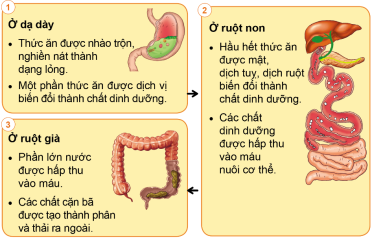 1
Ở dạ dày
• Thức ăn được nhào trộn,
nghiền nát thành
dạng lỏng.
• Một phần thức ăn được dịch vị
biến đổi thành chất dinh dưỡng.
2
Ở ruột non
• Hầu hết thức ăn
được mật,
dịch tuỵ, dịch ruột
biến đổi thành
chất dinh dưỡng.
• Các chất
dinh dưỡng
được hấp thu
vào máu
nuôi cơ thể.
3
Ở ruột già
• Phần lớn nước
được hấp thu
vào máu.
• Các chất cặn bã
được tạo thành phân
và thải ra ngoài.